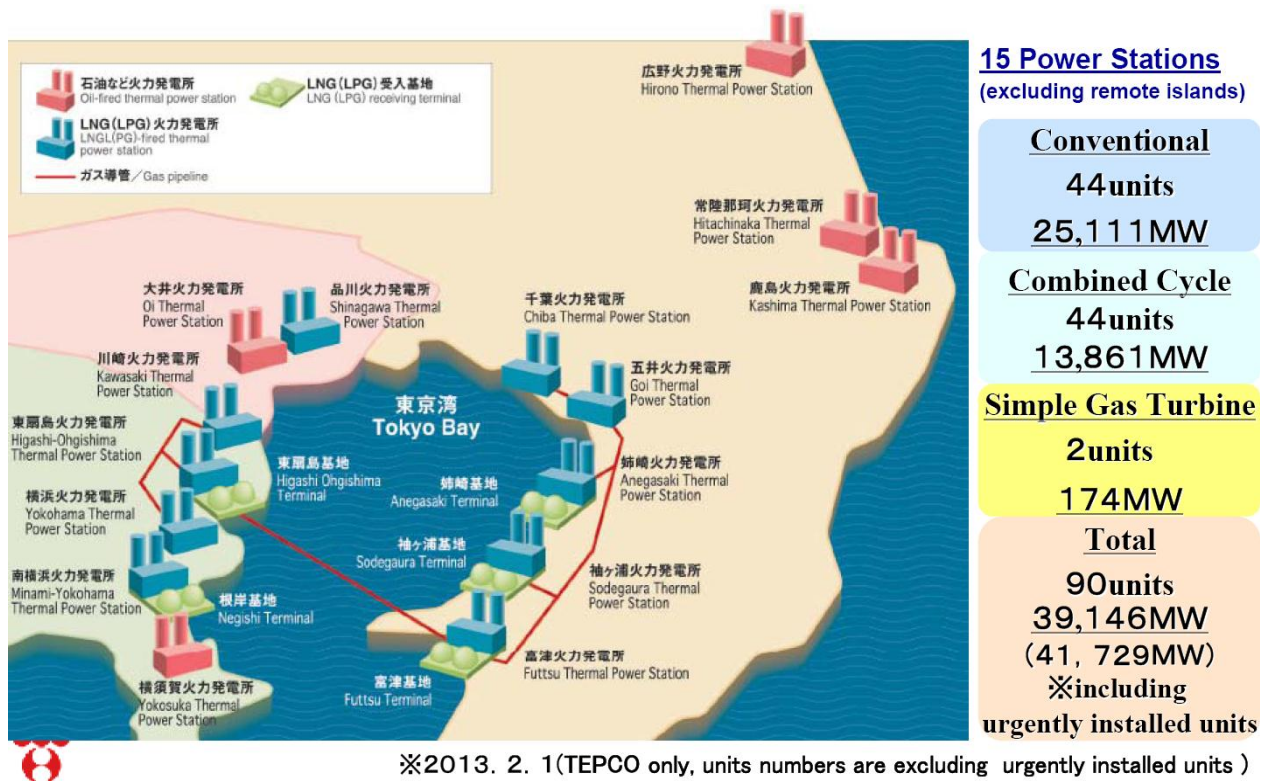 石油など火力発電所
Oil-fired thermal power station
LNG(LPG)受入基地
LNG (LPG) receiving terminal
LNG(LPG)火力発電所
LNGL(PG)-fired thermal
power station
ガス導管/Gas pipeline
広野火力発電所
Hirono Thermal Power Station
常陸那珂火力発電所
Hitachinaka Thermal
Power Station
鹿島火力発電所
Kashima Thermal Power Station
大井火力発電所
Oi Thermal
Power Station
品川火力発電所
Shinagawa Thermal
Power Station
千葉火力発電所
Chiba Thermal Power Station
川崎火力発電所
Kawasaki Thermal
Power Station
五井火力発電所
Goi Thermal
Power Station
東京湾
Tokyo Bay
東扇島火力発電所
Higashi-Ohgishima
Thermal Power Station
東扇島基地
Higashi Ohgishima
Terminal
姉崎基地
Anegasaki Terminal
姉崎火力発電所
Anegasaki Thermal
Power Station
横浜火力発電所
Yokohama Thermal
Power Station
袖ヶ浦基地
Sodegaura Terminal
袖ヶ浦火力発電所
Sodegaura Thermal
Power Station
南横浜火力発電所
Minami-Yokohama
Thermal Power Station
根岸基地
Negishi Terminal
富津火力発電所
Futtsu Thermal Power Station
富津基地
Futtsu Terminal
横須賀火力発電所
Yokosuka Thermal
Power Station
15 Power Stations
(excluding remote islands)
Conventional
44units
25,111MW
Combined Cycle
44units
13,861MW
Simple Gas Turbine
2units
174MW
Total
90units
39,146MW
(41, 729MW)
※including
urgently installed units
※2013. 2. 1(TEPCO only, units numbers are excluding urgently installed units )